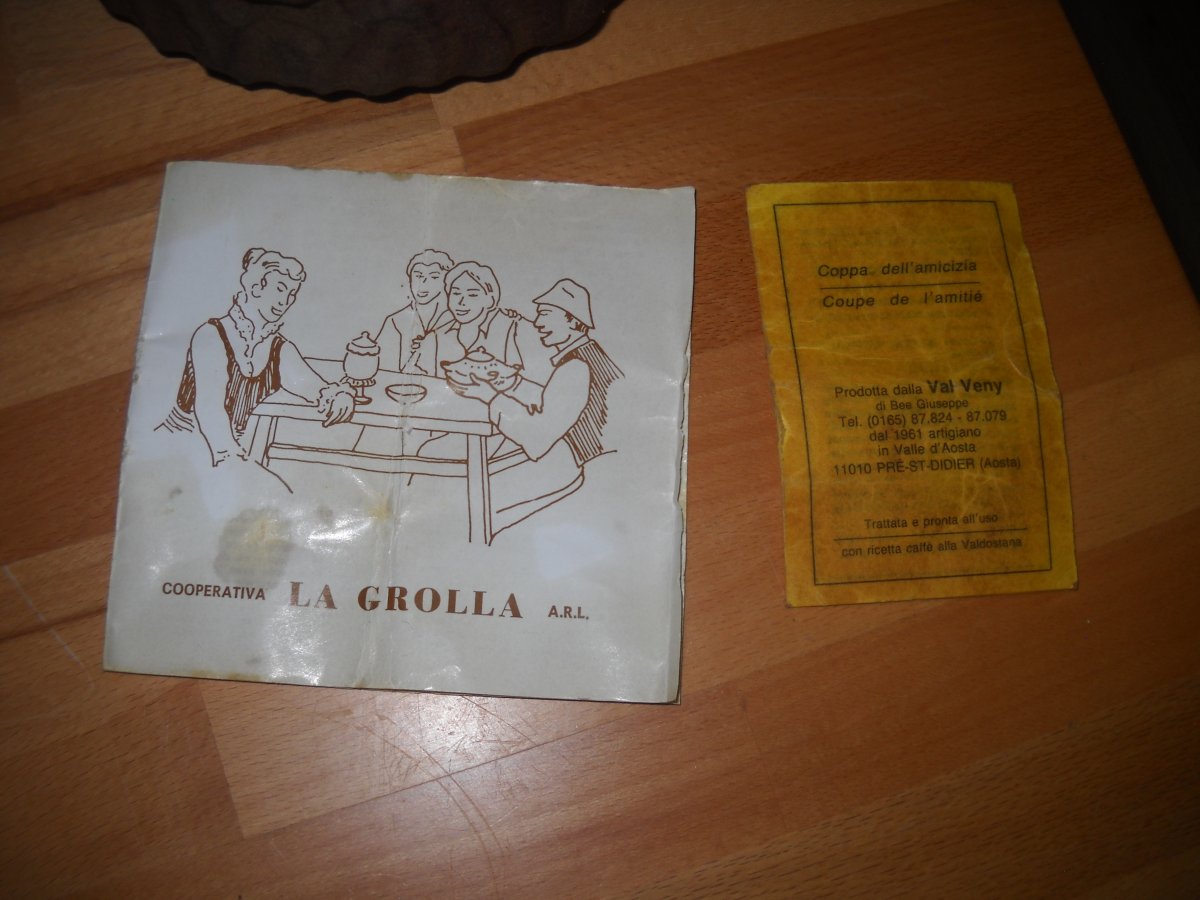 COOPERATIVA LA GROLLA A.R.L.
Coppa dell'amicizia
Coupe de l'amitié
Prodotta dalla Val Veny
di Bee Giuseppe
Tel. (0165) 87.824 - 87.079
dal 1961 artigiano
in Valle d'Aosta
11010 PRÉ-ST-DIDIER (Aosta)
Trattata e pronta all'uso
con ricetta caffè alla Valdostana